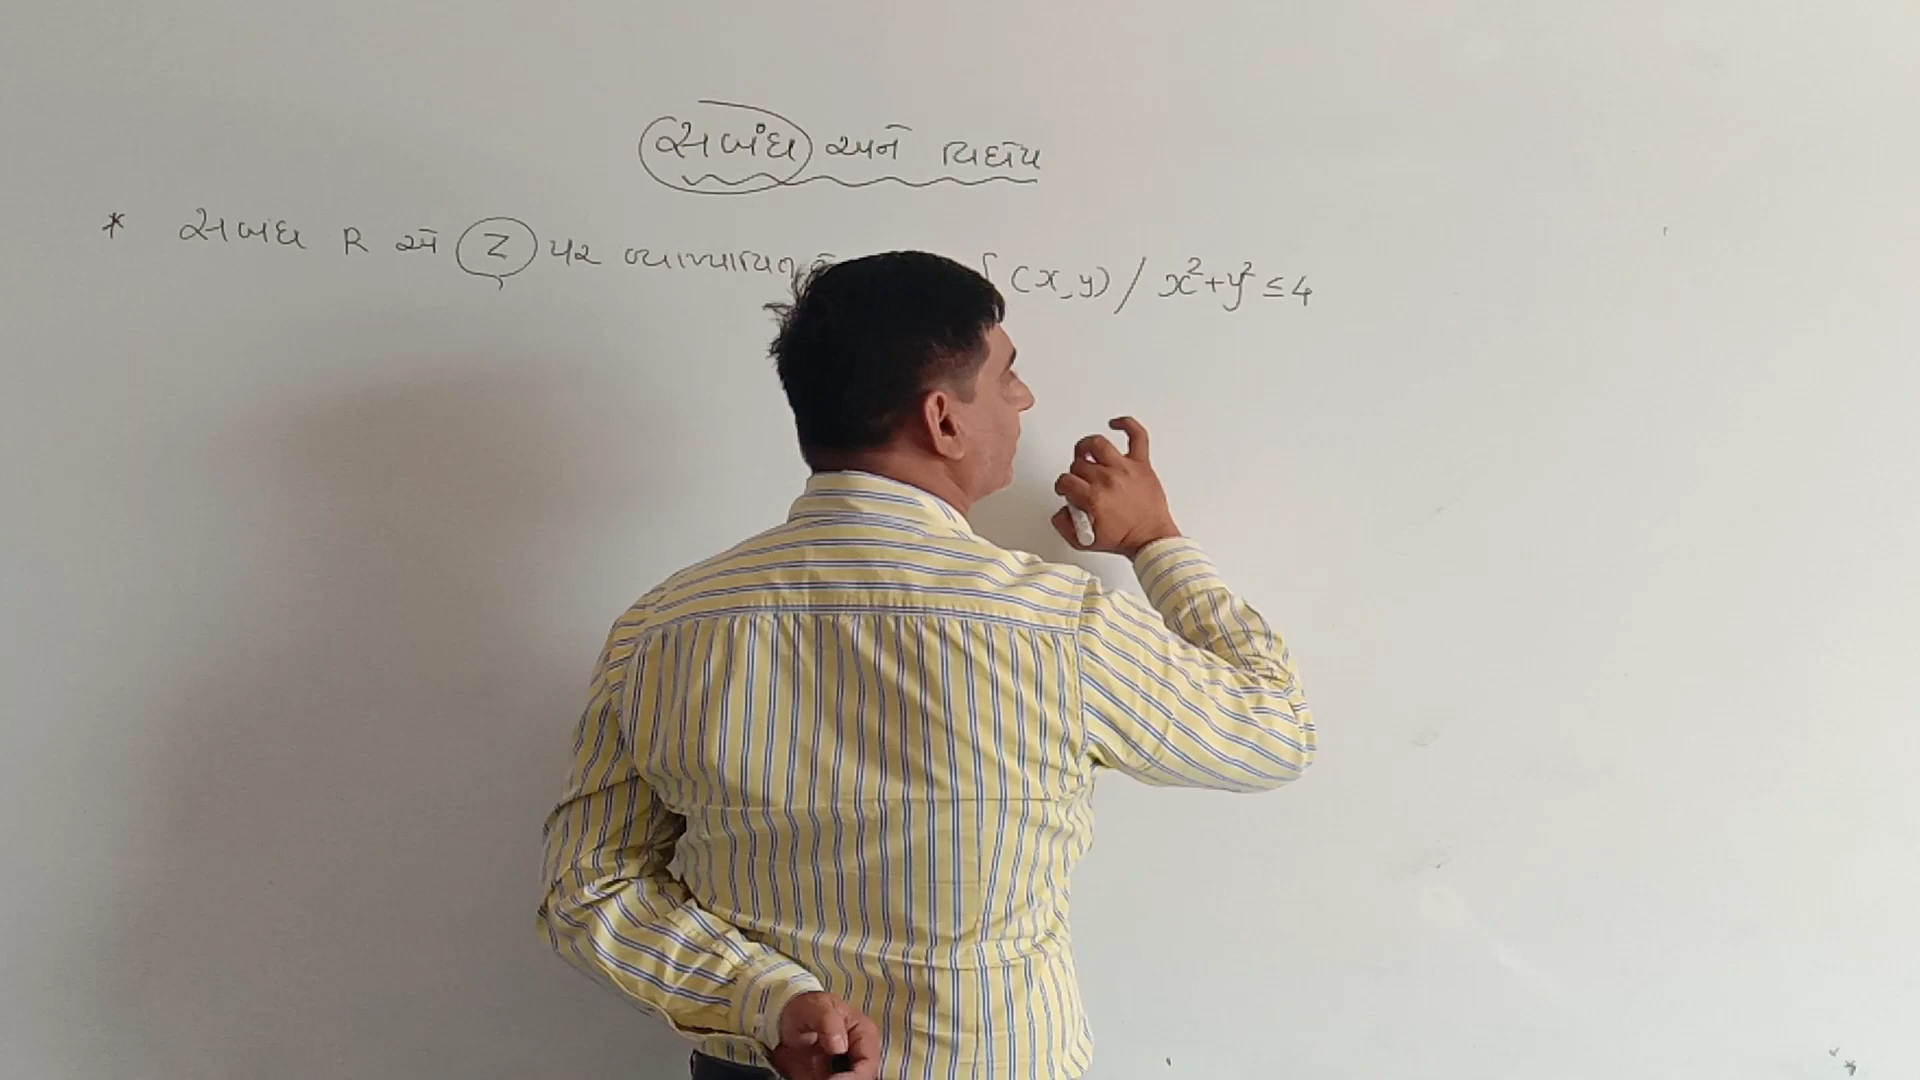 સબંધ અને વિધેય
* સબંધ R એ Z પર વ્યાખ્યાયિત { (x, y) / x² + y² ≤ 4